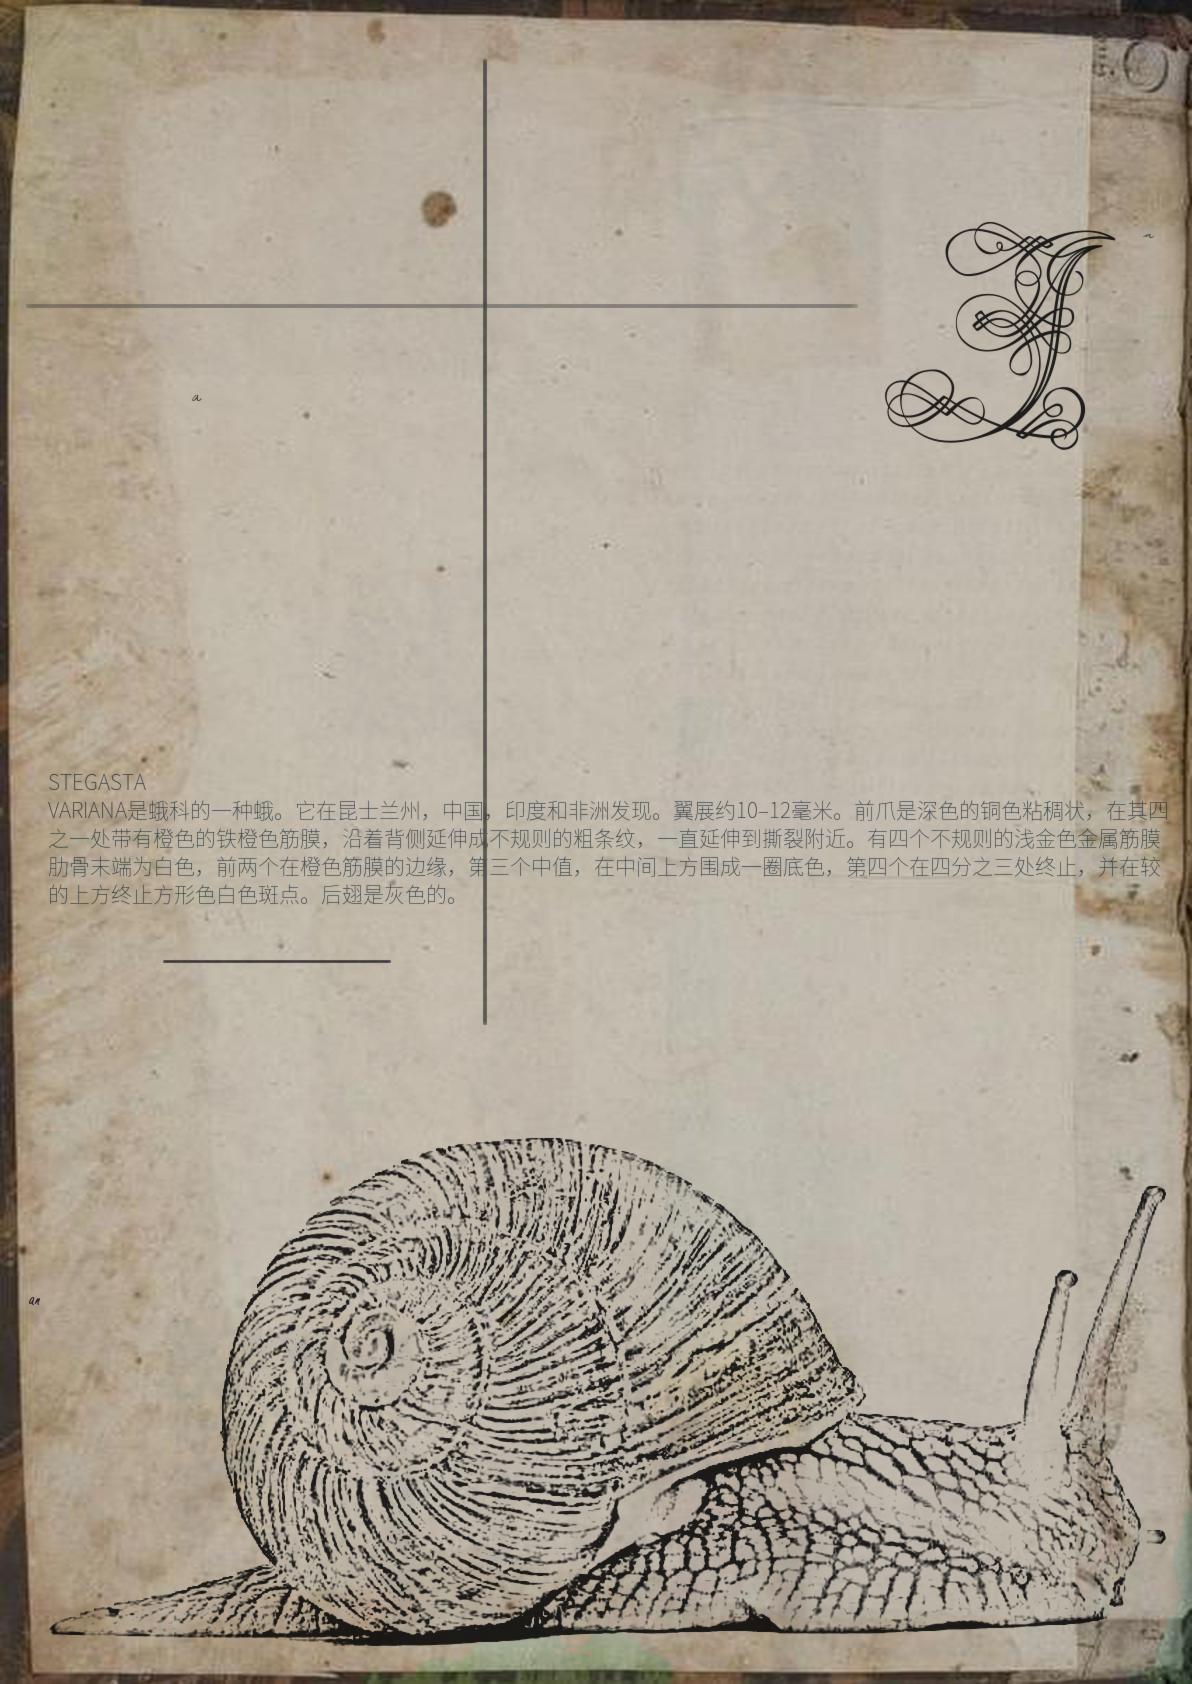 J
a
STEGASTA
VARIANA是蛾科的一种蛾。它在昆士兰州，中国，印度和非洲发现。翼展约10–12毫米。前爪是深色的铜色粘稠状，在其四
之一处带有橙色的铁橙色筋膜，沿着背侧延伸成不规则的粗条纹，一直延伸到撕裂附近。有四个不规则的浅金色金属筋膜
肋骨末端为白色，前两个在橙色筋膜的边缘，第三个中值，在中间上方围成一圈底色，第四个在四分之三处终止，并在较
的上方终止方形色白色斑点。后翅是灰色的。
an